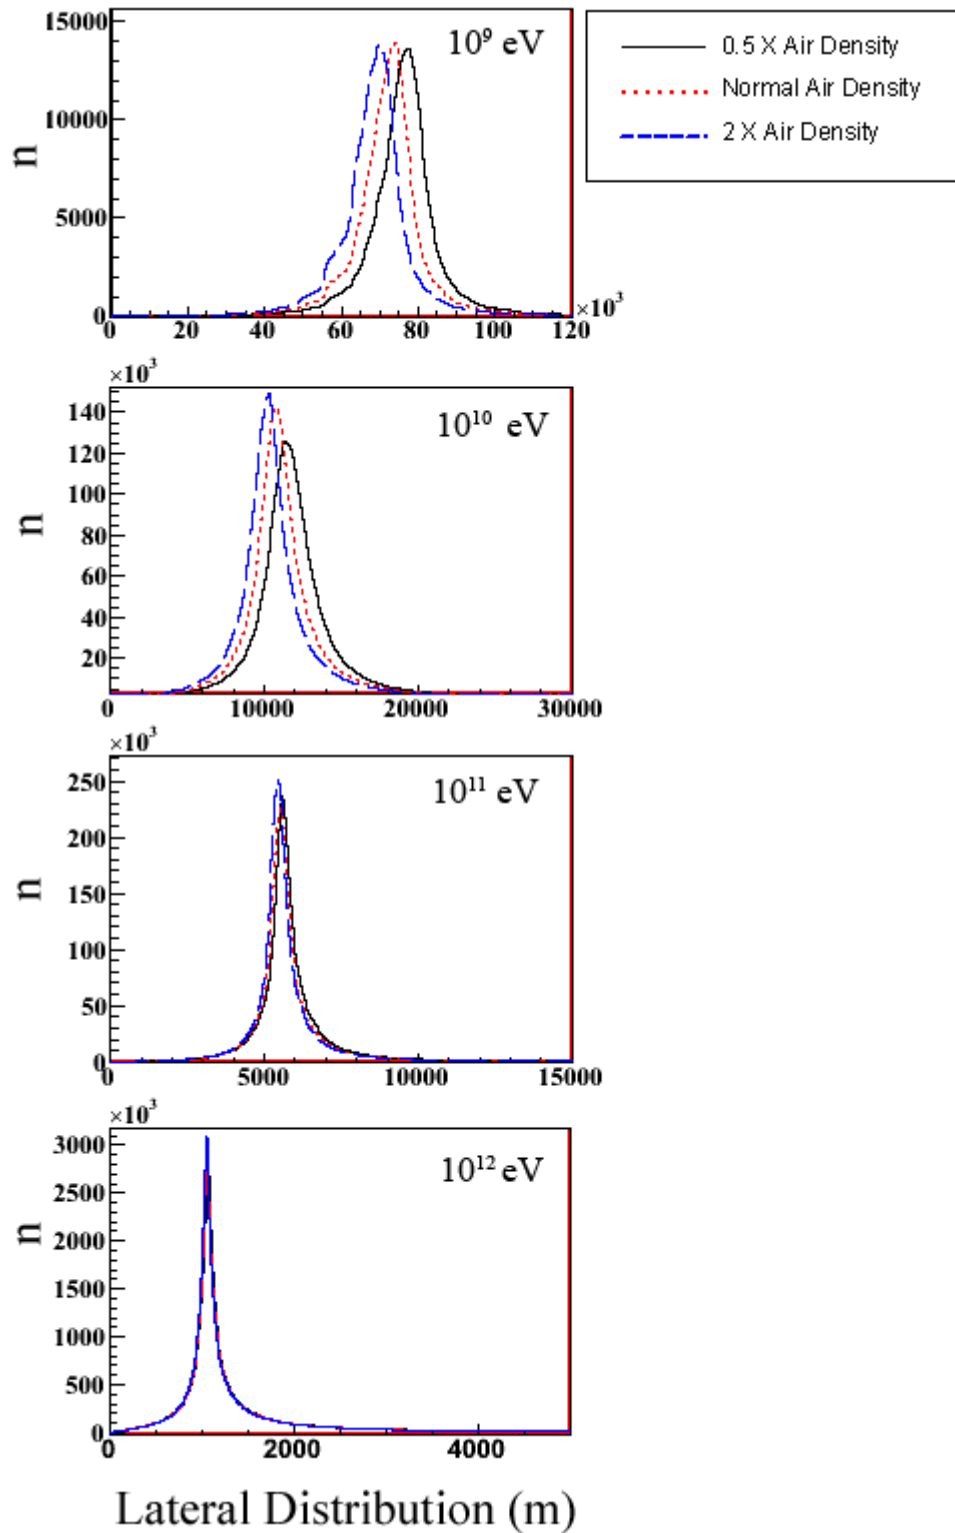 15000
10⁹ eV
10000
n
5000
0
0 20 40 60 80 100 120 ×10³
0.5 X Air Density
Normal Air Density
2 X Air Density
×10³
140
10¹⁰ eV
120
100
n
80
60
40
20
0 10000 20000 30000
×10³
250
10¹¹ eV
200
n
150
100
50
0
0 5000 10000 15000
×10³
3000
10¹² eV
2500
2000
n
1500
1000
500
0
0 2000 4000
Lateral Distribution (m)